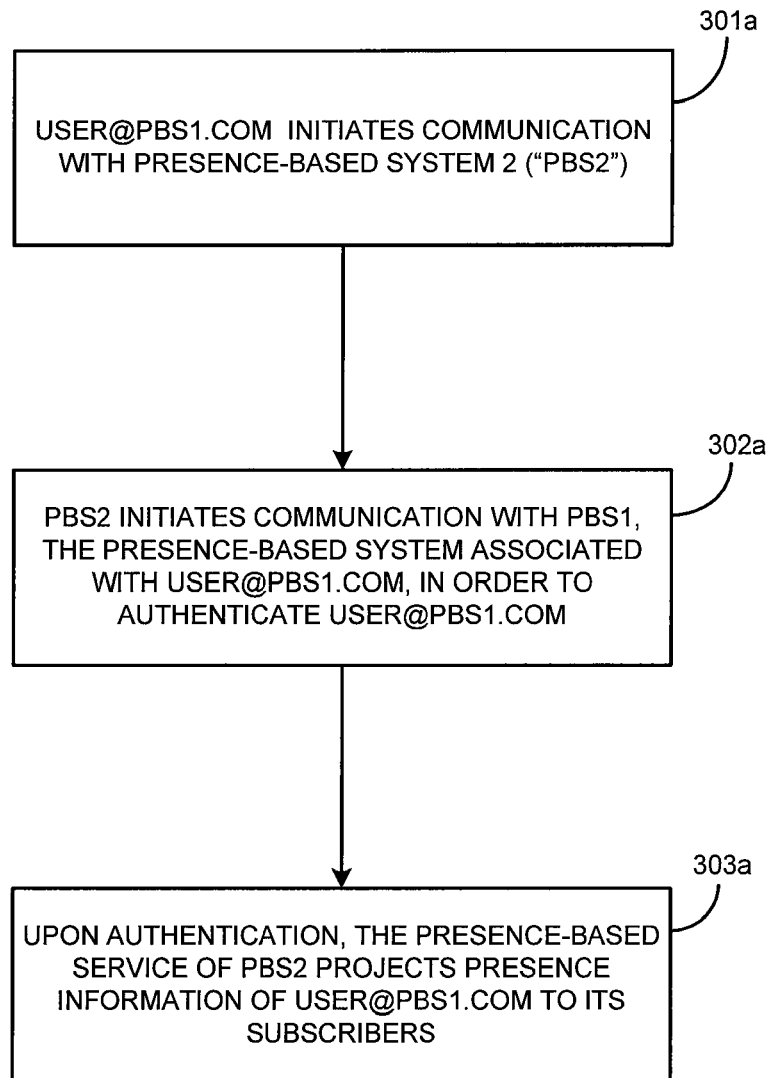 301a
USER@PBS1.COM INITIATES COMMUNICATION
WITH PRESENCE-BASED SYSTEM 2 (“PBS2”)
302a
PBS2 INITIATES COMMUNICATION WITH PBS1,
THE PRESENCE-BASED SYSTEM ASSOCIATED
WITH USER@PBS1.COM, IN ORDER TO
AUTHENTICATE USER@PBS1.COM
303a
UPON AUTHENTICATION, THE PRESENCE-BASED
SERVICE OF PBS2 PROJECTS PRESENCE
INFORMATION OF USER@PBS1.COM TO ITS
SUBSCRIBERS